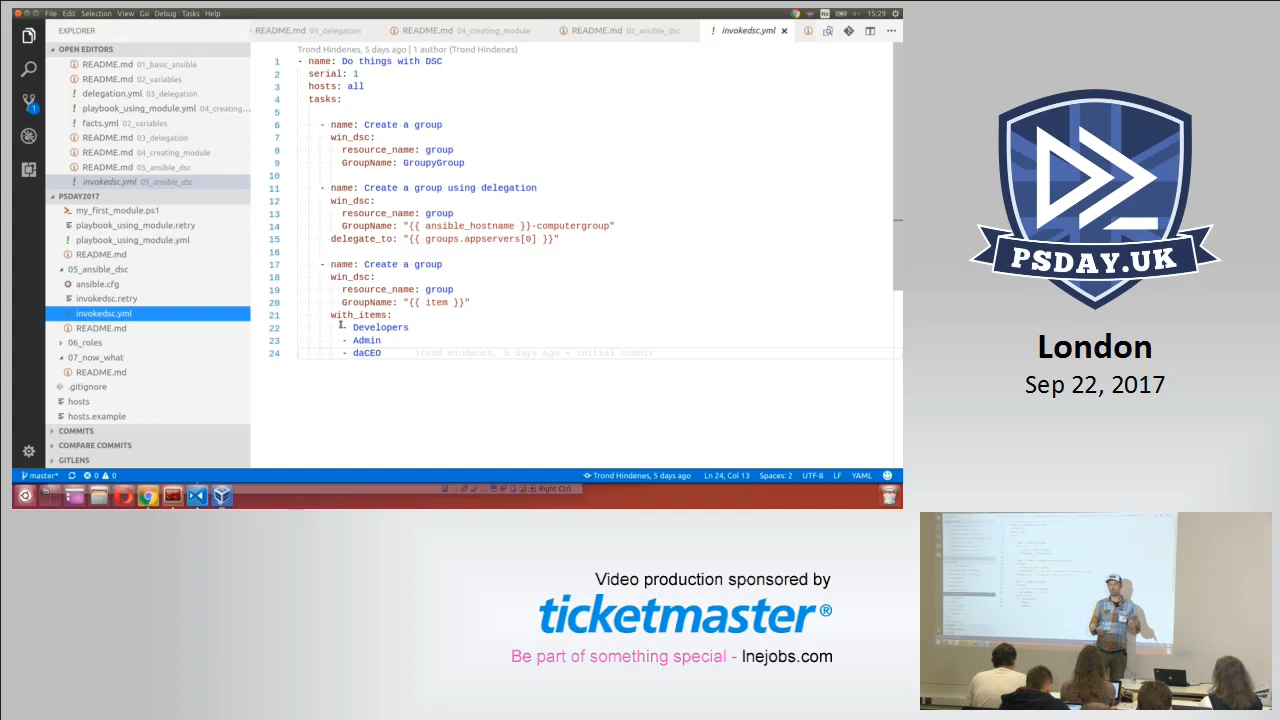 File Edit Selection View Go Debug Tasks Help
15:29
EXPLORER
OPEN EDITORS
README.md 01_basic_ansible
README.md 02_variables
delegation.yml 03_delegation
playbook_using_module.yml 04_creating...
facts.yml 02_variables
README.md 03_delegation
README.md 04_creating_module
README.md 05_ansible_dsc
invokedsc.yml 05_ansible_dsc
PSDAY2017
my_first_module.ps1
playbook_using_module.retry
playbook_using_module.yml
README.md
05_ansible_dsc
ansible.cfg
invokedsc.retry
invokedsc.yml
README.md
06_roles
07_now_what
README.md
.gitignore
hosts
hosts.example
COMMITS
COMPARE COMMITS
GITLENS
README.md 03_delegation
README.md 04_creating_module
README.md 05_ansible_dsc
invokedsc.yml
Trond Hindenes, 5 days ago | 1 author (Trond Hindenes)
1 - name: Do things with DSC
2 serial: 1
3 hosts: all
4 tasks:
5
6 - name: Create a group
7 win_dsc:
8 resource_name: group
9 GroupName: GroupyGroup
10
11 - name: Create a group using delegation
12 win_dsc:
13 resource_name: group
14 GroupName: "{{ ansible_hostname }}-computergroup"
15 delegate_to: "{{ groups.appservers[0] }}"
16
17 - name: Create a group
18 win_dsc:
19 resource_name: group
20 GroupName: "{{ item }}"
21 with_items:
22 - Developers
23 - Admin
24 - daCEO Trond Hindenes, 5 days ago • initial commit
master* 0 0
Trond Hindenes, 5 days ago Ln 24, Col 13 Spaces: 2 UTF-8 LF YAML
Right Ctrl
PSDAY.UK
London
Sep 22, 2017
Video production sponsored by
ticketmaster®
Be part of something special - lnejobs.com